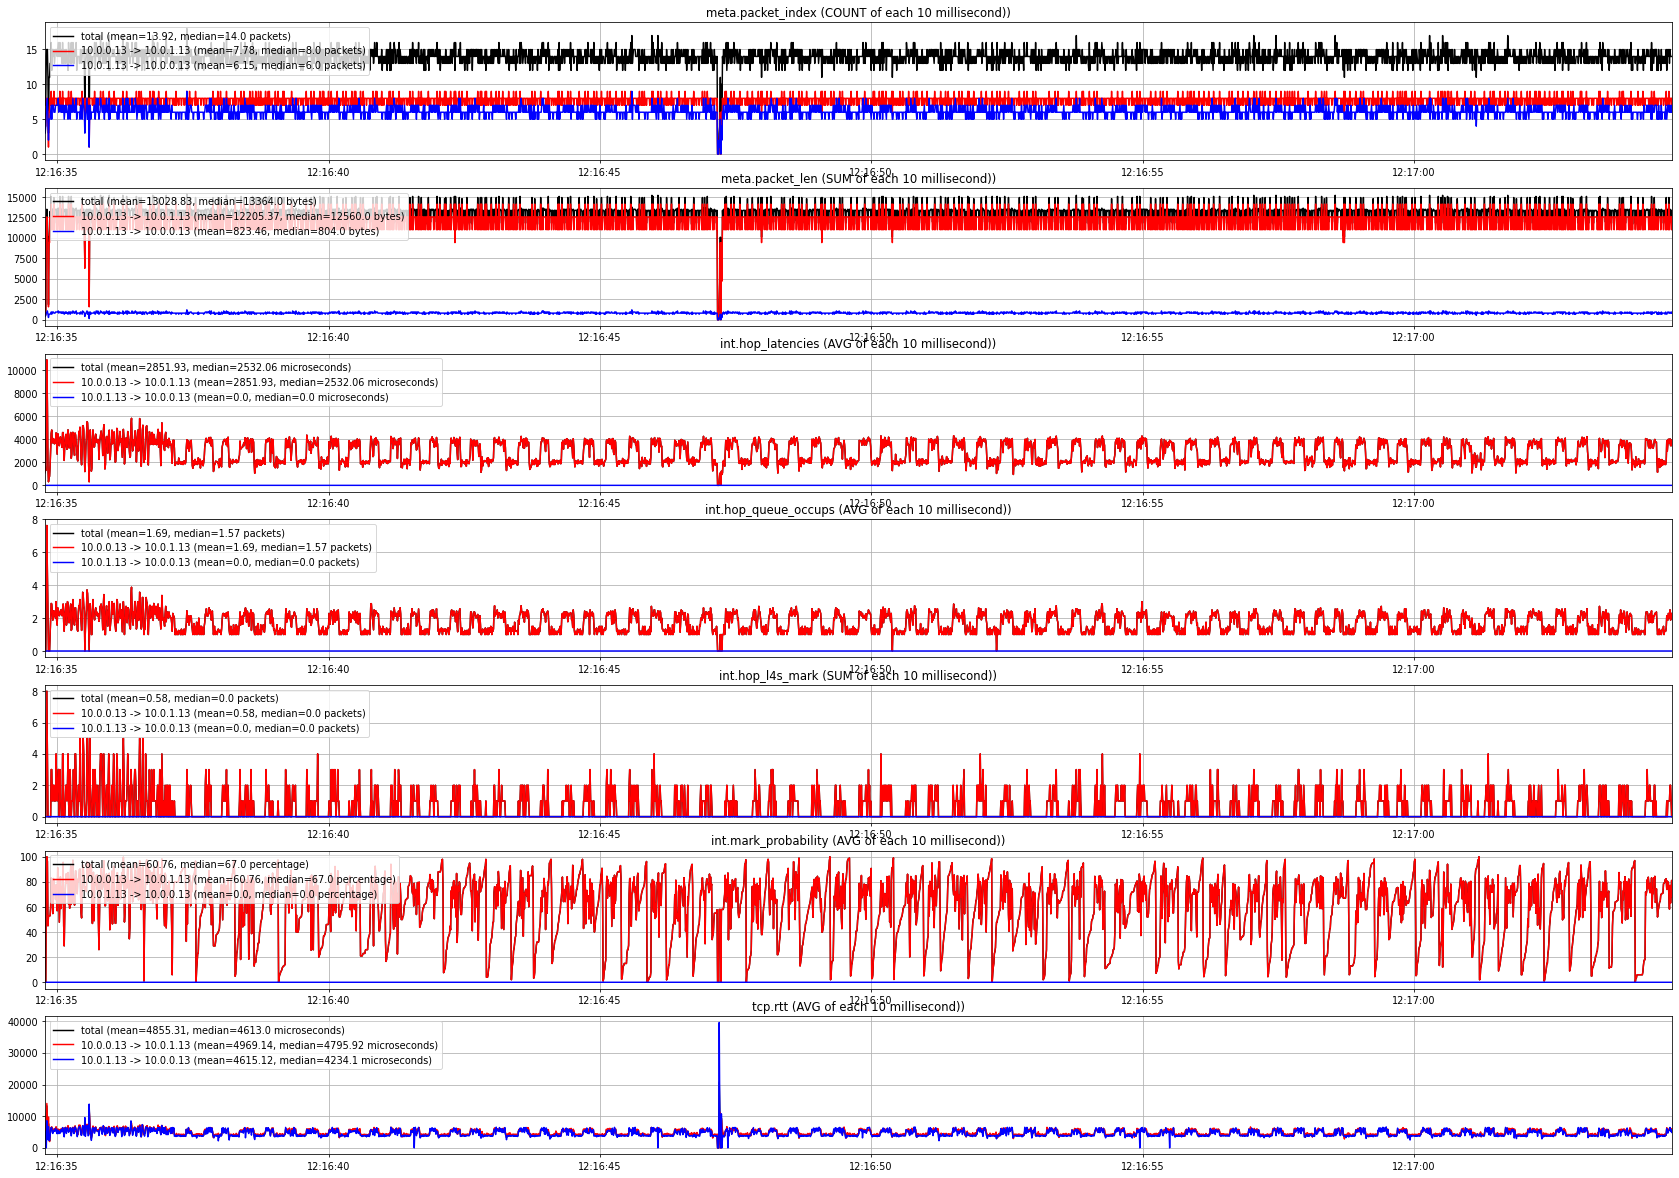 meta.packet_index (COUNT of each 10 millisecond))
total (mean=13.92, median=14.0 packets)
10.0.0.13 -> 10.0.1.13 (mean=7.78, median=8.0 packets)
10.0.1.13 -> 10.0.0.13 (mean=6.15, median=6.0 packets)
15
10
5
0
12:16:35 12:16:40 12:16:45 12:16:50 12:16:55 12:17:00
meta.packet_len (SUM of each 10 millisecond))
total (mean=13028.83, median=13364.0 bytes)
10.0.0.13 -> 10.0.1.13 (mean=12205.37, median=12560.0 bytes)
10.0.1.13 -> 10.0.0.13 (mean=823.46, median=804.0 bytes)
15000
12500
10000
7500
5000
2500
0
12:16:35 12:16:40 12:16:45 12:16:50 12:16:55 12:17:00
int.hop_latencies (AVG of each 10 millisecond))
total (mean=2851.93, median=2532.06 microseconds)
10.0.0.13 -> 10.0.1.13 (mean=2851.93, median=2532.06 microseconds)
10.0.1.13 -> 10.0.0.13 (mean=0.0, median=0.0 microseconds)
10000
8000
6000
4000
2000
0
12:16:35 12:16:40 12:16:45 12:16:50 12:16:55 12:17:00
int.hop_queue_occups (AVG of each 10 millisecond))
total (mean=1.69, median=1.57 packets)
10.0.0.13 -> 10.0.1.13 (mean=1.69, median=1.57 packets)
10.0.1.13 -> 10.0.0.13 (mean=0.0, median=0.0 packets)
8
6
4
2
0
12:16:35 12:16:40 12:16:45 12:16:50 12:16:55 12:17:00
int.hop_l4s_mark (SUM of each 10 millisecond))
total (mean=0.58, median=0.0 packets)
10.0.0.13 -> 10.0.1.13 (mean=0.58, median=0.0 packets)
10.0.1.13 -> 10.0.0.13 (mean=0.0, median=0.0 packets)
8
6
4
2
0
12:16:35 12:16:40 12:16:45 12:16:50 12:16:55 12:17:00
int.mark_probability (AVG of each 10 millisecond))
total (mean=60.76, median=67.0 percentage)
10.0.0.13 -> 10.0.1.13 (mean=60.76, median=67.0 percentage)
10.0.1.13 -> 10.0.0.13 (mean=0.0, median=0.0 percentage)
100
80
60
40
20
0
12:16:35 12:16:40 12:16:45 12:16:50 12:16:55 12:17:00
tcp.rtt (AVG of each 10 millisecond))
total (mean=4855.31, median=4613.0 microseconds)
10.0.0.13 -> 10.0.1.13 (mean=4969.14, median=4795.92 microseconds)
10.0.1.13 -> 10.0.0.13 (mean=4615.12, median=4234.1 microseconds)
40000
30000
20000
10000
0
12:16:35 12:16:40 12:16:45 12:16:50 12:16:55 12:17:00